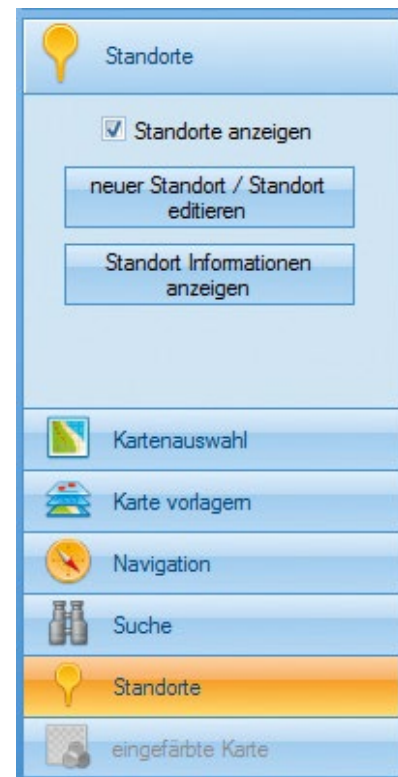 Standorte
Standorte anzeigen
neuer Standort / Standort
editieren
Standort Informationen
anzeigen
Kartenauswahl
Karte vorlagern
Navigation
Suche
Standorte
eingefärbte Karte